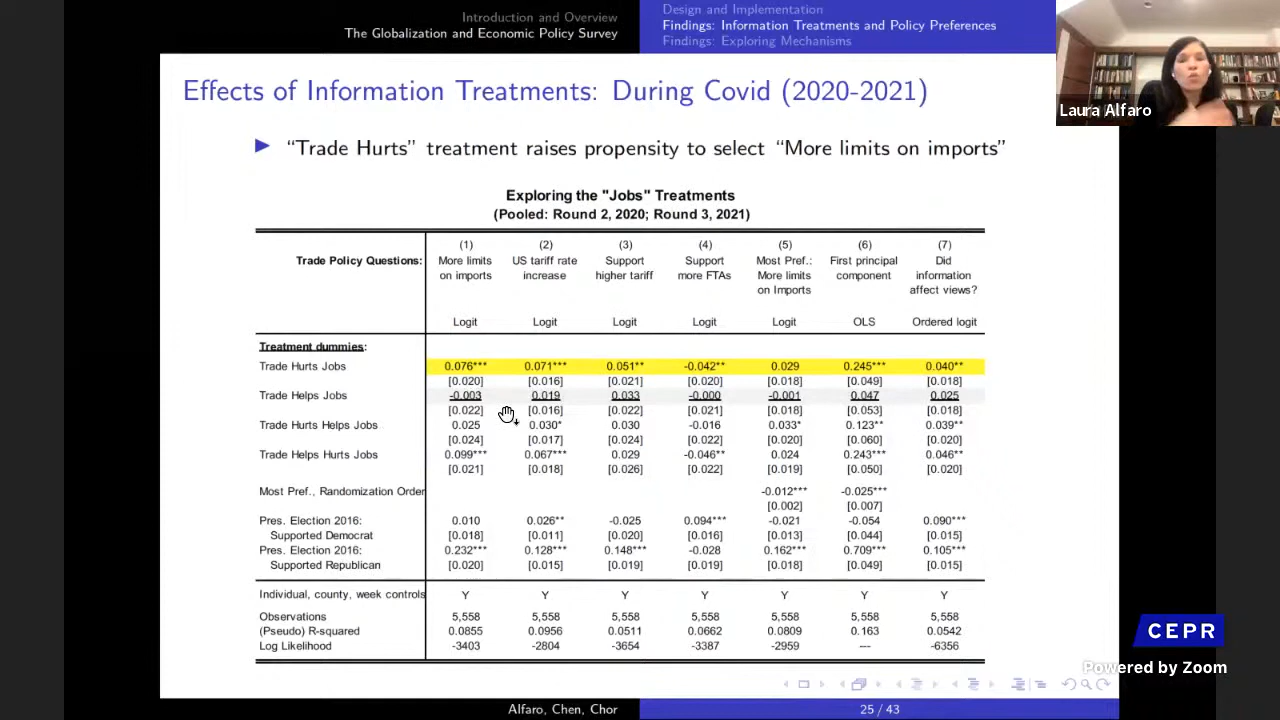 Introduction and Overview
The Globalization and Economic Policy Survey
Design and Implementation
Findings: Information Treatments and Policy Preferences
Findings: Exploring Mechanisms
Laura Alfaro
Effects of Information Treatments: During Covid (2020-2021)
“Trade Hurts” treatment raises propensity to select “More limits on imports”
Exploring the "Jobs" Treatments
(Pooled: Round 2, 2020; Round 3, 2021)
(1) (2) (3) (4) (5) (6) (7)
Trade Policy Questions: More limits US tariff rate Support Support Most Pref.: First principal Did
on imports increase higher tariff more FTAs More limits component information
on Imports affect views?
Logit Logit Logit Logit Logit OLS Ordered logit
Treatment dummies:
Trade Hurts Jobs 0.076*** 0.071*** 0.051** -0.042** 0.029 0.245*** 0.040**
[0.020] [0.016] [0.021] [0.020] [0.018] [0.049] [0.018]
Trade Helps Jobs -0.003 0.019 0.033 -0.000 -0.001 0.047 0.025
[0.022] [0.016] [0.022] [0.021] [0.018] [0.053] [0.018]
Trade Hurts Helps Jobs 0.025 0.030* 0.030 -0.016 0.033* 0.123** 0.039**
[0.024] [0.017] [0.024] [0.022] [0.020] [0.060] [0.020]
Trade Helps Hurts Jobs 0.099*** 0.067*** 0.029 -0.046** 0.024 0.243*** 0.046**
[0.021] [0.018] [0.026] [0.022] [0.019] [0.050] [0.020]
Most Pref., Randomization Order -0.012*** -0.025***
[0.002] [0.007]
Pres. Election 2016: 0.010 0.026** -0.025 0.094*** -0.021 -0.054 0.090***
Supported Democrat [0.018] [0.011] [0.020] [0.016] [0.013] [0.044] [0.015]
Pres. Election 2016: 0.232*** 0.128*** 0.148*** -0.028 0.162*** 0.709*** 0.105***
Supported Republican [0.020] [0.015] [0.019] [0.019] [0.018] [0.049] [0.015]
Individual, county, week controls Y Y Y Y Y Y Y
Observations 5,558 5,558 5,558 5,558 5,558 5,558 5,558
(Pseudo) R-squared 0.0855 0.0956 0.0511 0.0662 0.0809 0.163 0.0542
Log Likelihood -3403 -2804 -3654 -3387 -2959 --- -6356
CEPR
Powered by Zoom
Alfaro, Chen, Chor
25 / 43